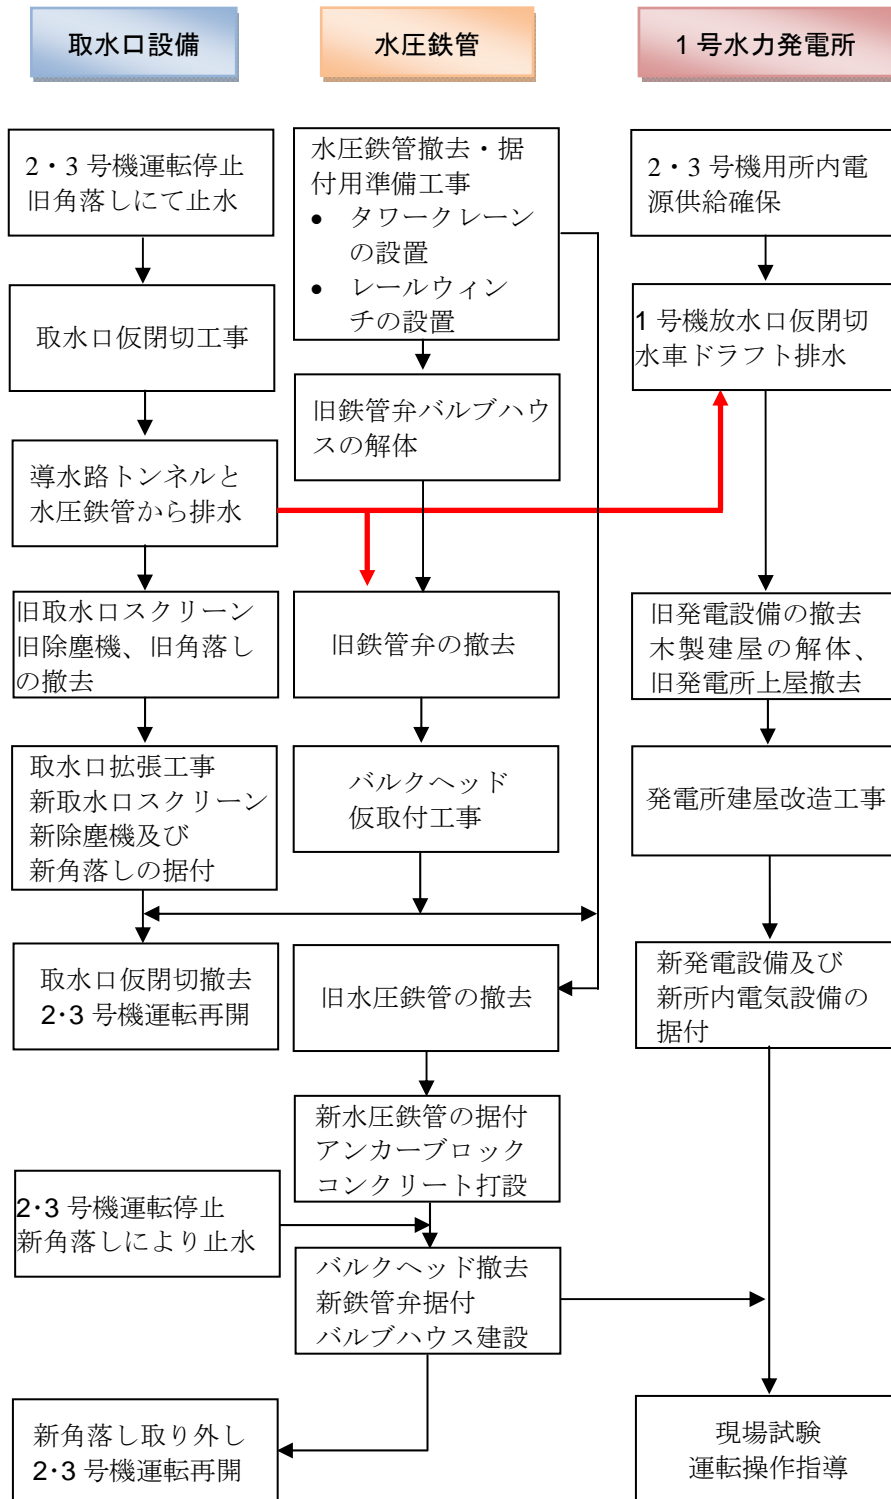 取水口設備
水圧鉄管
1号水力発電所
2・3 号機運転停止
旧角落しにて止水
取水口仮閉切工事
導水路トンネルと
水圧鉄管から排水
旧取水口スクリーン
旧除塵機、旧角落し
の撤去
取水口拡張工事
新取水口スクリーン
新除塵機及び
新角落しの据付
取水口仮閉切撤去
2・3 号機運転再開
2・3 号機運転停止
新角落しにより止水
新角落し取り外し
2・3 号機運転再開
水圧鉄管撤去・据
付用準備工事
• タワークレーン
の設置
• レールウィン
チの設置
旧鉄管弁バルブハウ
スの解体
旧鉄管弁の撤去
バルクヘッド
仮取付工事
旧水圧鉄管の撤去
新水圧鉄管の据付
アンカーブロック
コンクリート打設
バルクヘッド撤去
新鉄管弁据付
バルブハウス建設
2・3 号機用所内電
源供給確保
1 号機放水口仮閉切
水車ドラフト排水
旧発電設備の撤去
木製建屋の解体、
旧発電所上屋撤去
発電所建屋改造工事
新発電設備及び
新所内電気設備の
据付
現場試験
運転操作指導